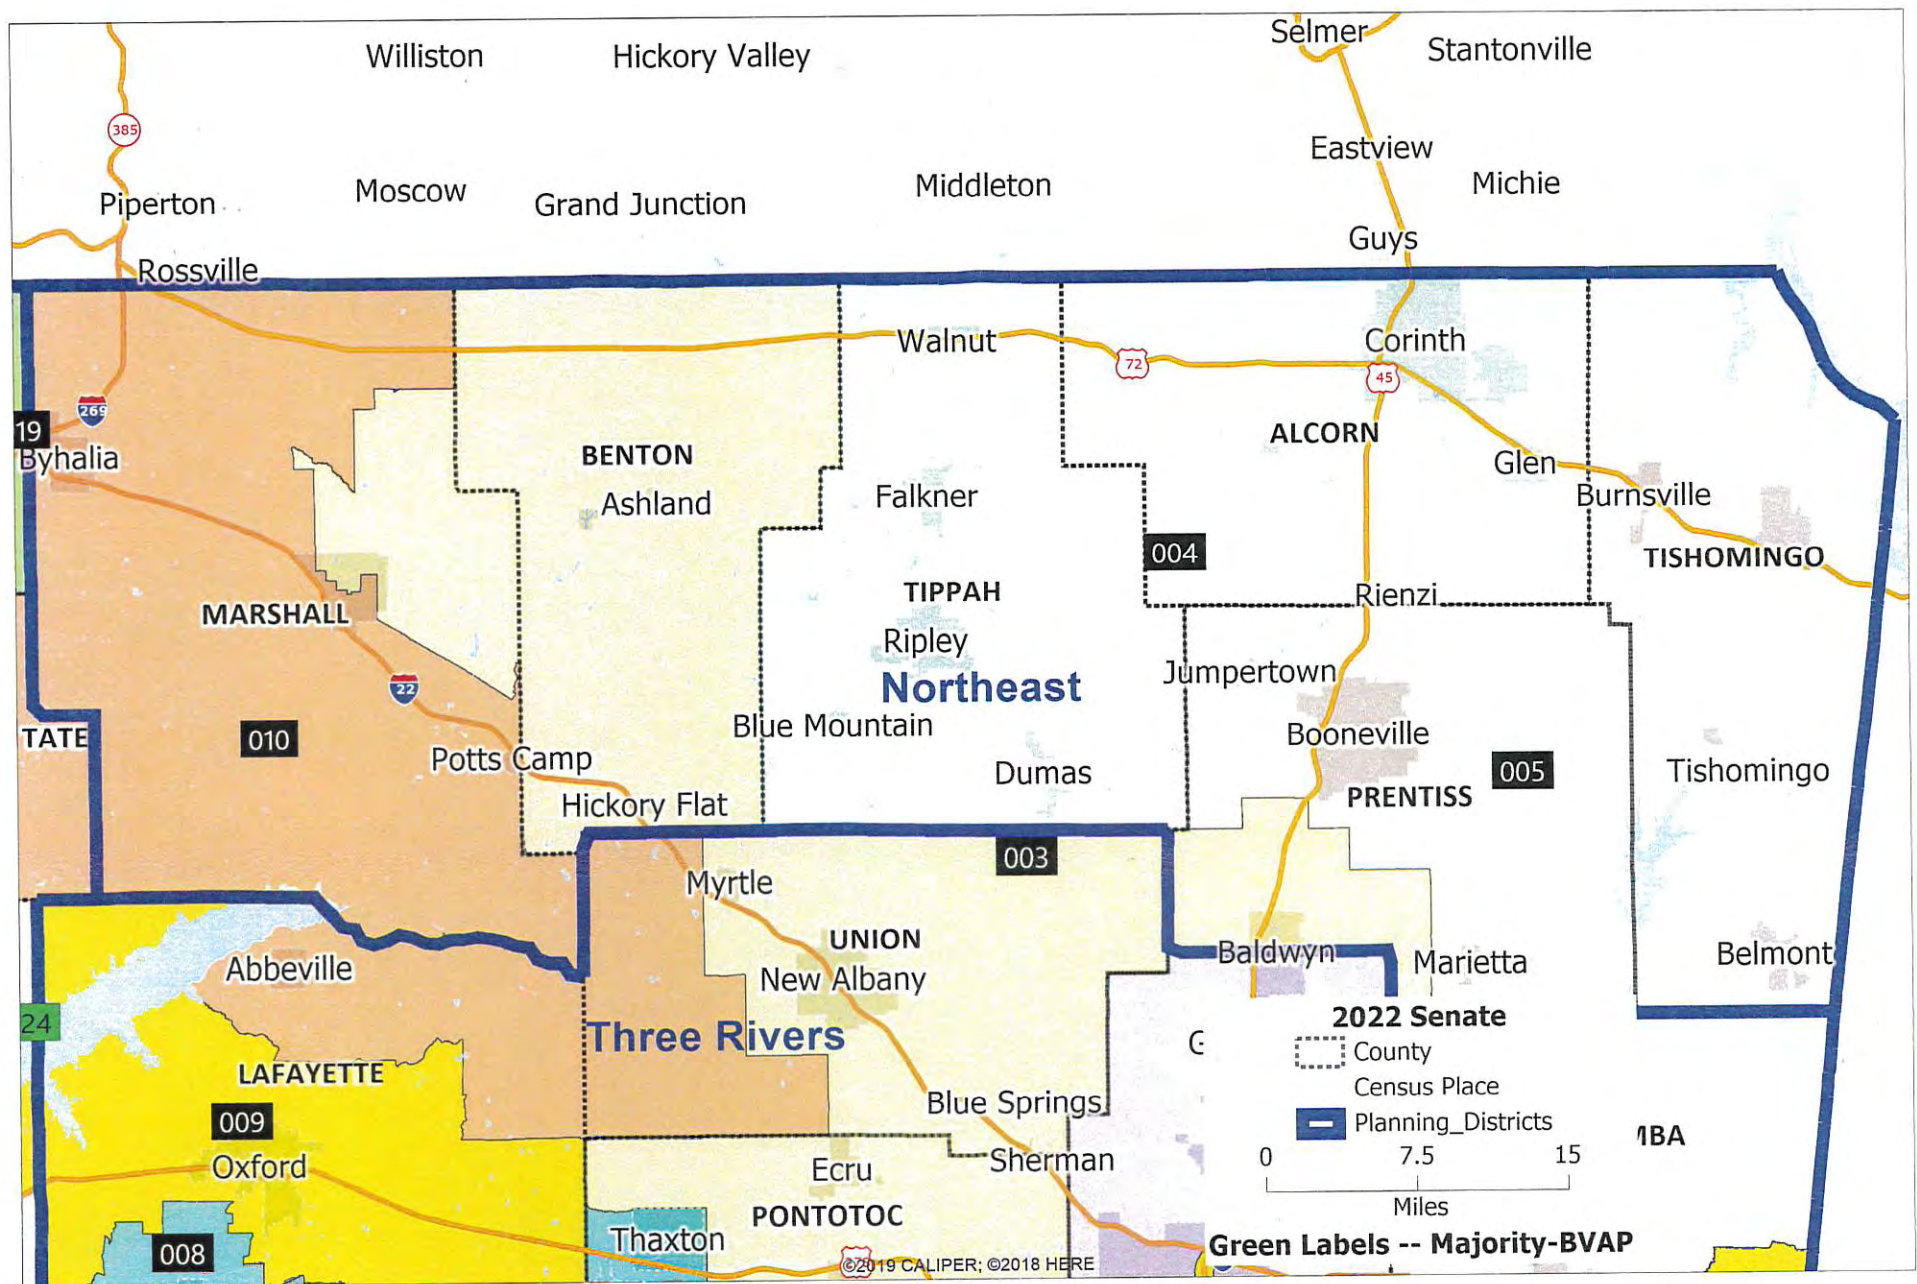 Williston
Hickory Valley
Selmer
Stantonville
385
Eastview
Piperton
Moscow
Grand Junction
Middleton
Michie
Guys
Rossville
Walnut
72
Corinth
45
269
19
Byhalia
BENTON
Ashland
Falkner
ALCORN
Glen
Burnsville
004
TISHOMINGO
MARSHALL
TIPPAH
Ripley
Rienzi
22
Northeast
Jumpertown
TATE
010
Blue Mountain
Booneville
Potts Camp
Dumas
005
Tishomingo
Hickory Flat
PRENTISS
003
Myrtle
UNION
New Albany
Abbeville
Baldwyn
Marietta
Belmont
24
Three Rivers
G
2022 Senate
County
Census Place
Planning_Districts
0 7.5 15
Miles
Green Labels -- Majority-BVAP
LAFAYETTE
009
Oxford
Blue Springs
Sherman
Ecru
PONTOTOC
MBA
008
Thaxton
©2019 CALIPER; ©2018 HERE